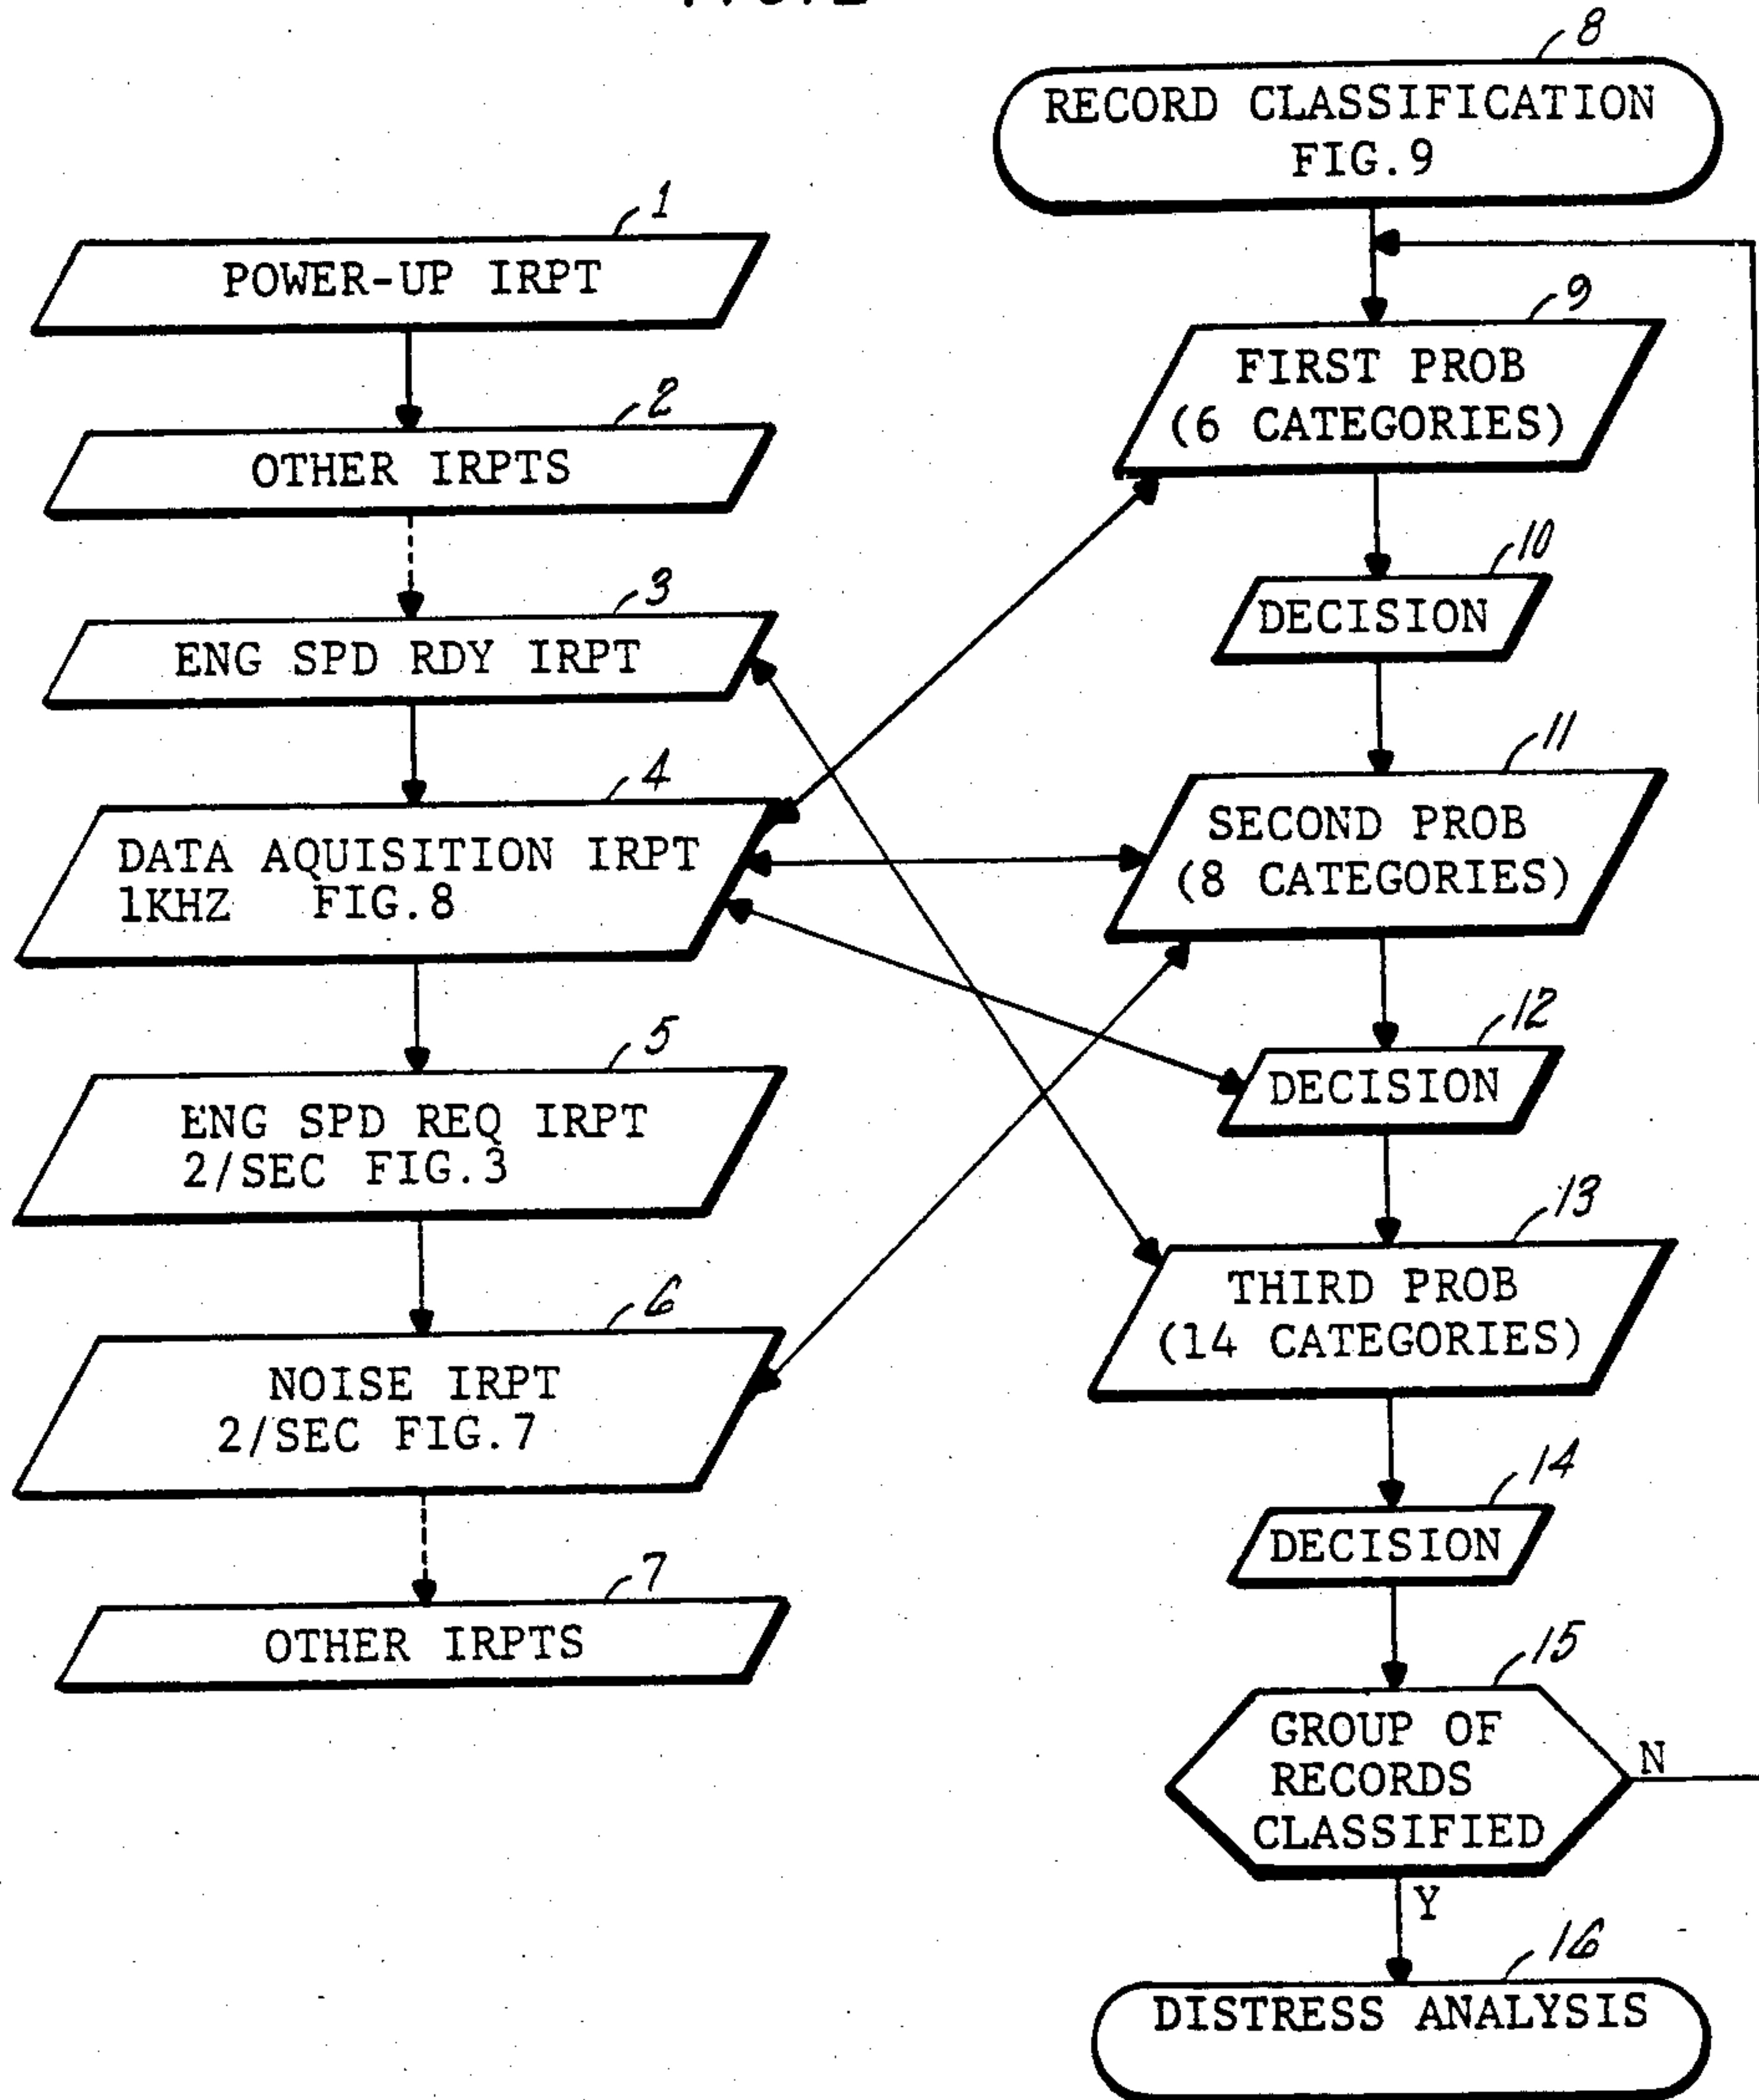 1
POWER-UP IRPT
2
OTHER IRPTS
3
ENG SPD RDY IRPT
4
DATA AQUISITION IRPT
1KHZ FIG.8
5
ENG SPD REQ IRPT
2/SEC FIG.3
6
NOISE IRPT
2/SEC FIG.7
7
OTHER IRPTS
8
RECORD CLASSIFICATION
FIG.9
9
FIRST PROB
(6 CATEGORIES)
10
DECISION
11
SECOND PROB
(8 CATEGORIES)
12
DECISION
13
THIRD PROB
(14 CATEGORIES)
14
DECISION
15
GROUP OF
RECORDS
CLASSIFIED
N
Y
16
DISTRESS ANALYSIS